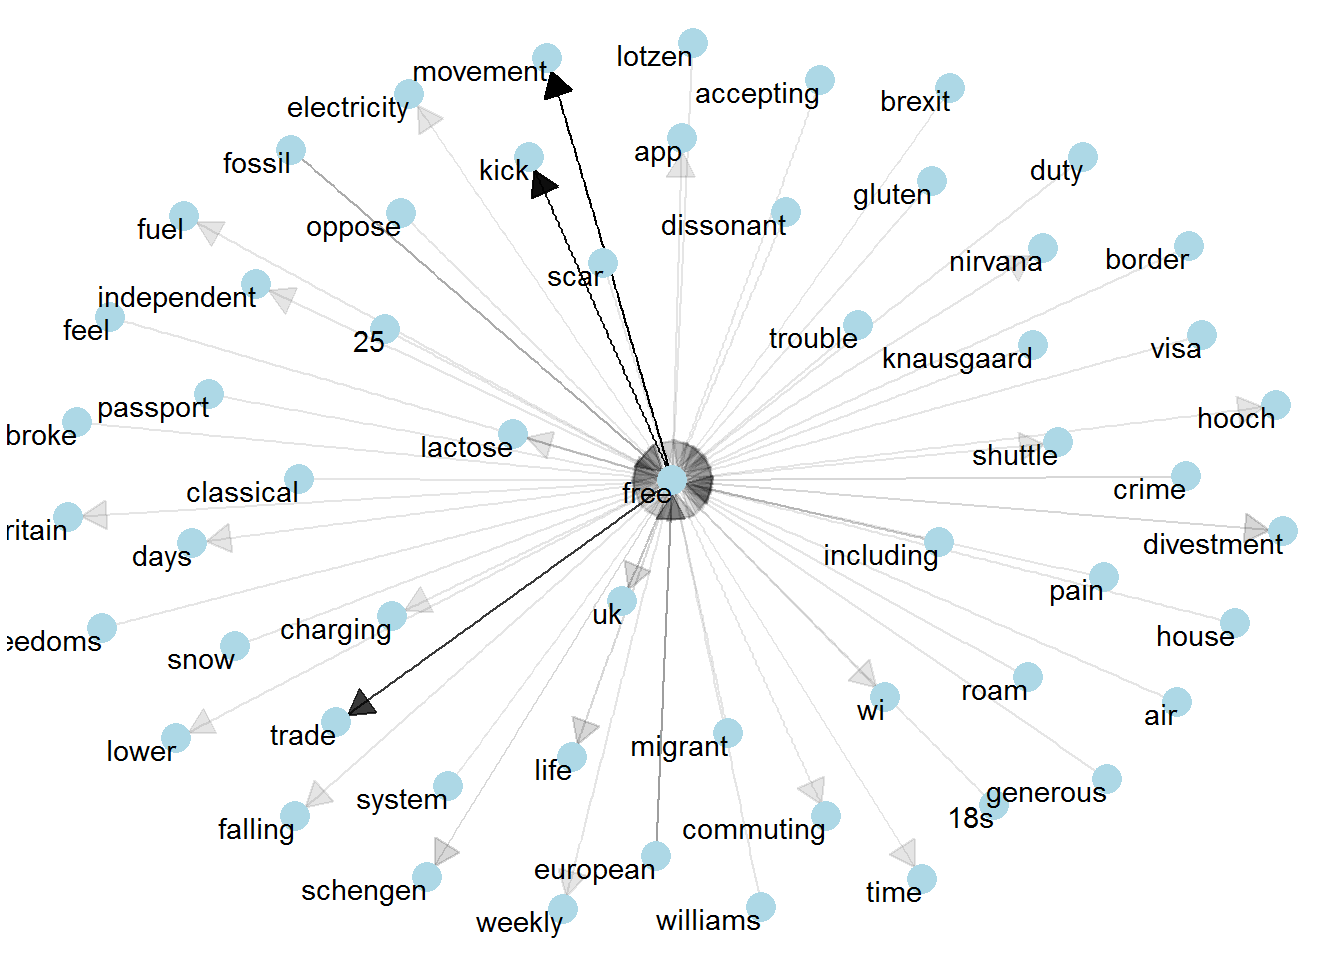 lotzen
movement
accepting
brexit
electricity
app
kick
duty
fossil
gluten
dissonant
oppose
fuel
border
nirvana
scar
independent
feel
trouble
25
visa
knausgaard
passport
hooch
broke
lactose
shuttle
crime
free
classical
ritain
divestment
days
including
pain
uk
charging
house
eedoms
snow
roam
wi
air
trade
migrant
lower
life
generous
system
18s
falling
commuting
european
schengen
time
weekly
williams